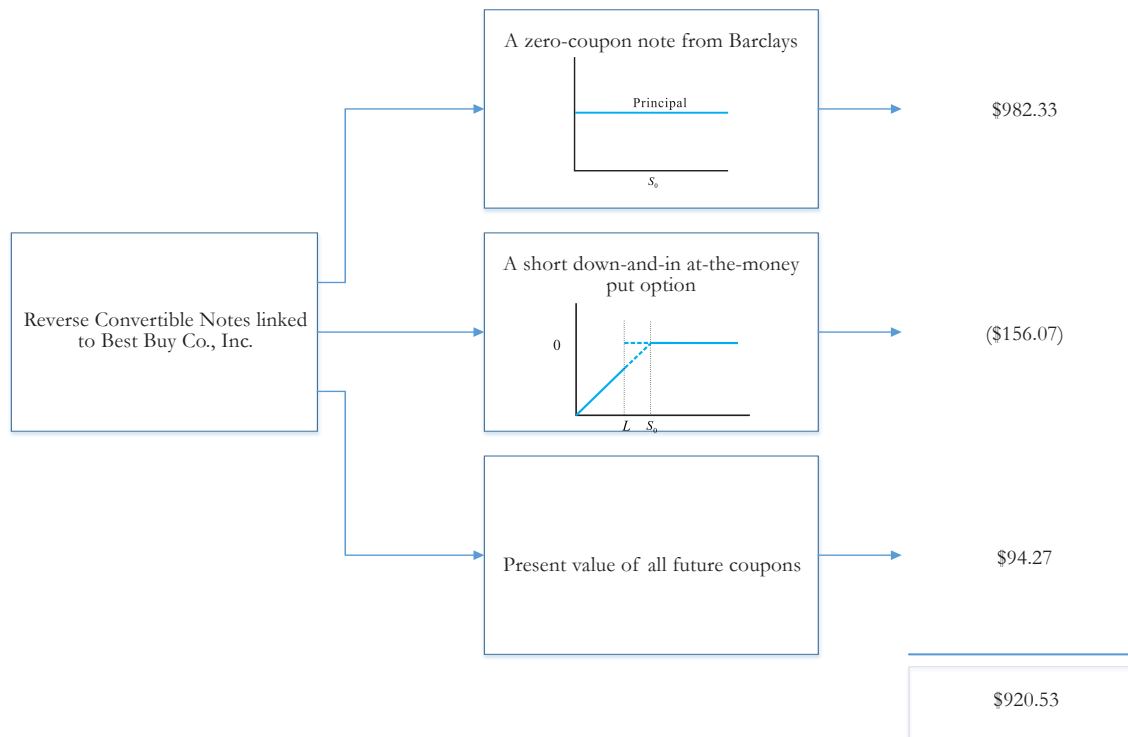 A zero-coupon note from Barclays
Principal
S₀
$982.33
Reverse Convertible Notes linked
to Best Buy Co., Inc.
A short down-and-in at-the-money
put option
0
L S₀
($156.07)
Present value of all future coupons
$94.27
$920.53